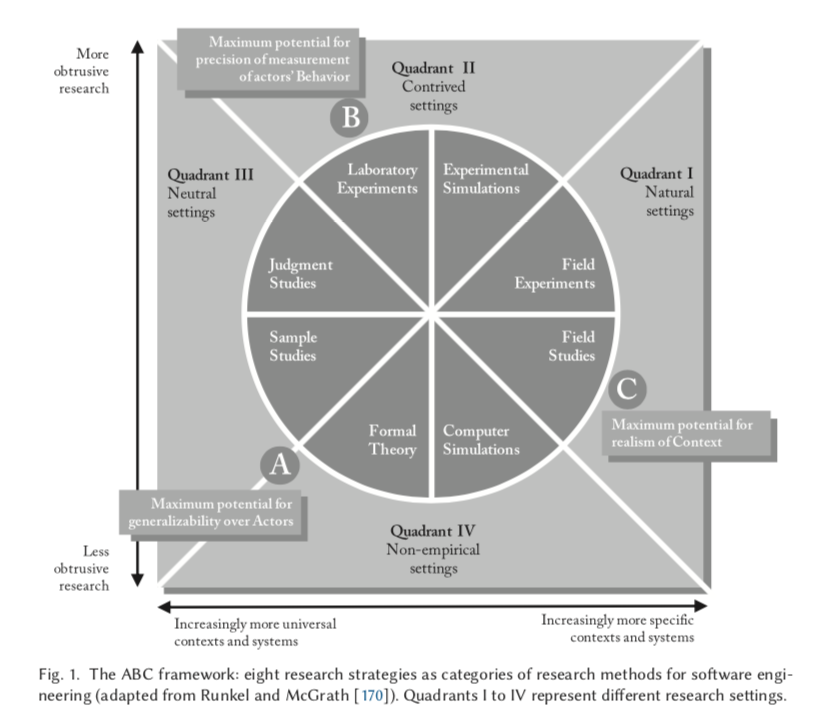 More
obtrusive
research
Maximum potential for
precision of measurement
of actors' Behavior
B
Quadrant II
Contrived
settings
Quadrant III
Neutral
settings
Quadrant I
Natural
settings
Laboratory
Experiments
Experimental
Simulations
Judgment
Studies
Field
Experiments
Sample
Studies
Field
Studies
C
Maximum potential for
realism of Context
Formal
Theory
Computer
Simulations
A
Maximum potential for
generalizability over Actors
Quadrant IV
Non-empirical
settings
Less
obtrusive
research
Increasingly more universal
contexts and systems
Increasingly more specific
contexts and systems
Fig. 1. The ABC framework: eight research strategies as categories of research methods for software engi-
neering (adapted from Runkel and McGrath [170]). Quadrants I to IV represent different research settings.